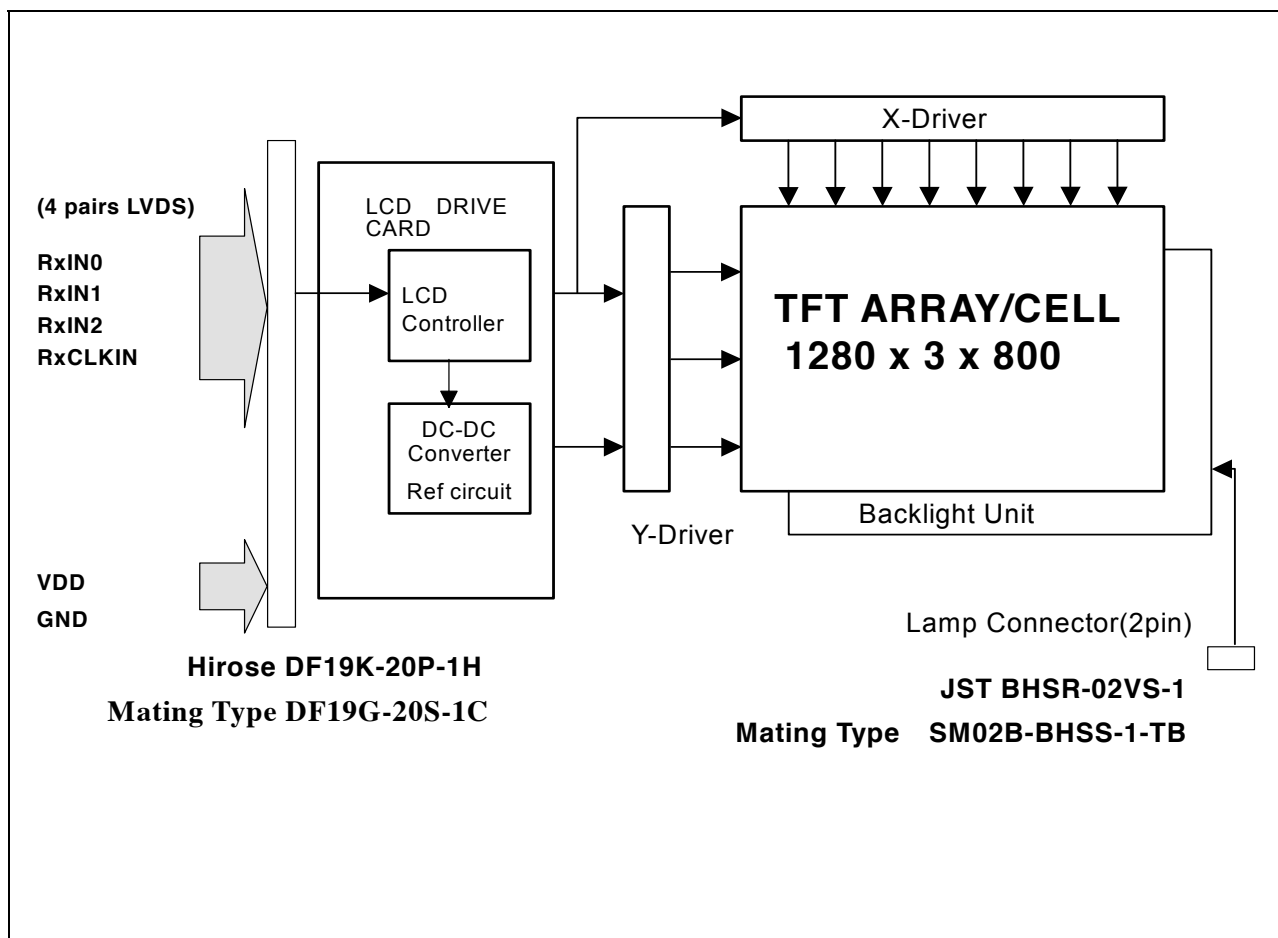 X-Driver
(4 pairs LVDS)
RxIN0
RxIN1
RxIN2
RxCLKIN
LCD DRIVE
CARD
LCD
Controller
DC-DC
Converter
Ref circuit
TFT ARRAY/CELL
1280 x 3 x 800
Backlight Unit
Y-Driver
VDD
GND
Hirose DF19K-20P-1H
Mating Type DF19G-20S-1C
Lamp Connector(2pin)
JST BHSR-02VS-1
Mating Type SM02B-BHSS-1-TB